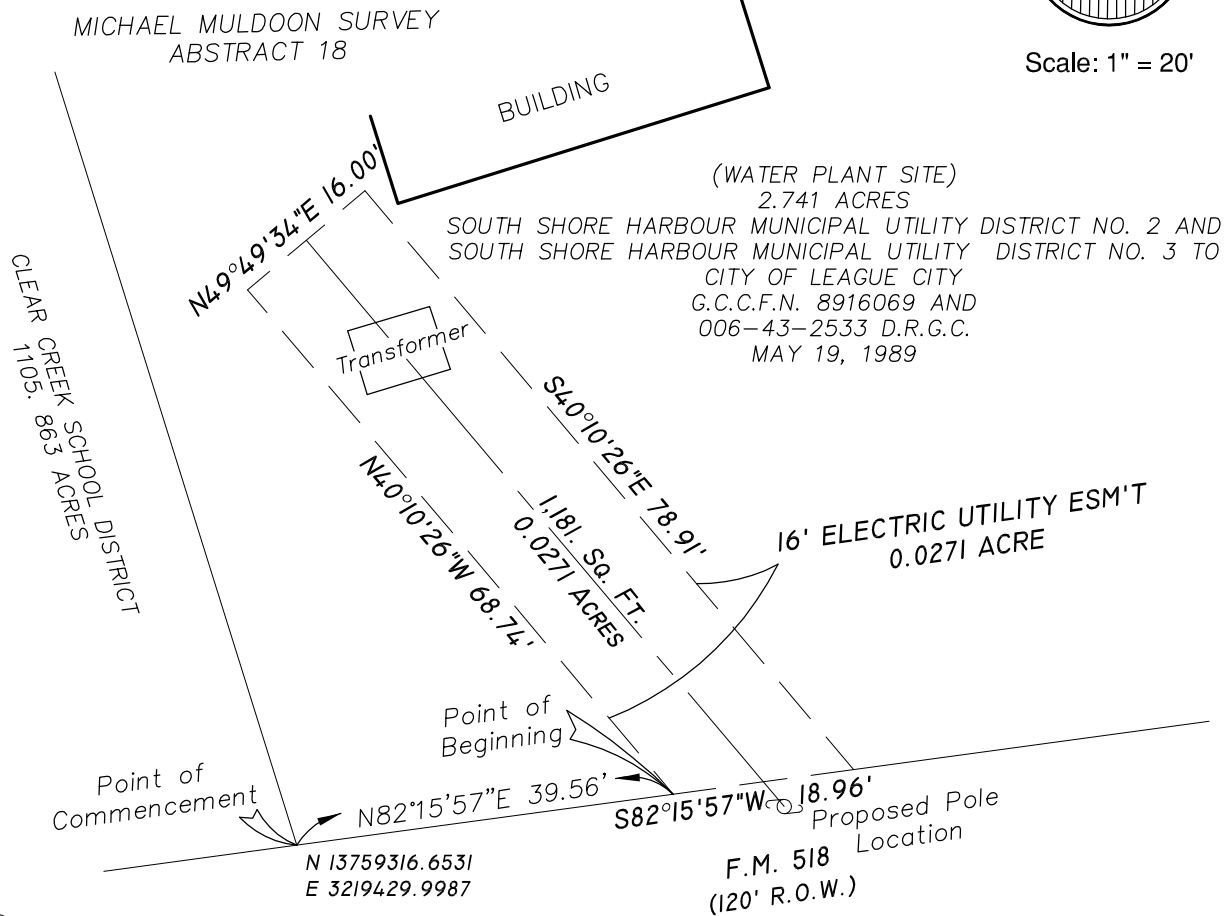 MICHAEL MULDOON SURVEY
ABSTRACT 18
Scale: 1" = 20'
BUILDING
(WATER PLANT SITE)
2.741 ACRES
SOUTH SHORE HARBOUR MUNICIPAL UTILITY DISTRICT NO. 2 AND
SOUTH SHORE HARBOUR MUNICIPAL UTILITY DISTRICT NO. 3 TO
CITY OF LEAGUE CITY
G.C.C.F.N. 8916069 AND
006-43-2533 D.R.G.C.
MAY 19, 1989
N49°49'34"E 16.00'
CLEAR CREEK SCHOOL DISTRICT
1105. 863 ACRES
Transformer
S40°10'26"E 78.91'
N40°10'26"W 68.74'
1,181. SQ. FT.
0.0271 ACRES
16' ELECTRIC UTILITY ESM'T
0.0271 ACRE
Point of
Beginning
Point of
Commencement
N82°15'57"E 39.56'
S82°15'57"W 18.96'
Proposed Pole
Location
N 13759316.6531
E 3219429.9987
F.M. 518
(120' R.O.W.)